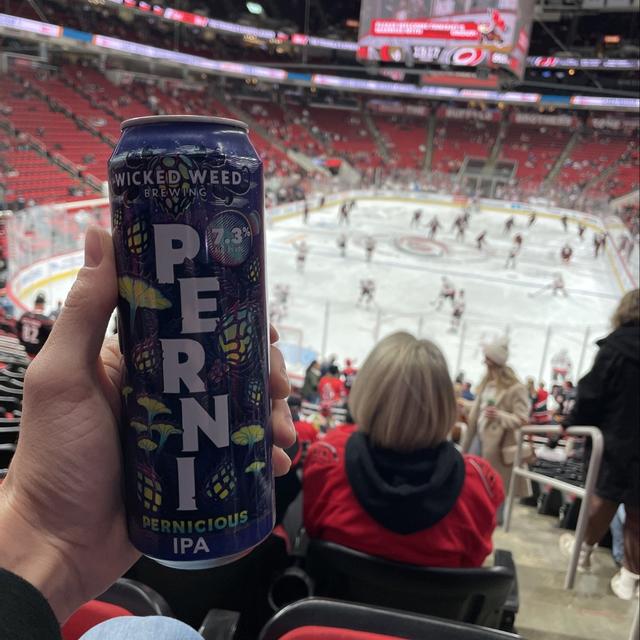 WICKED WEED
BREWING
7.3%
PERNI
PERNICIOUS
IPA